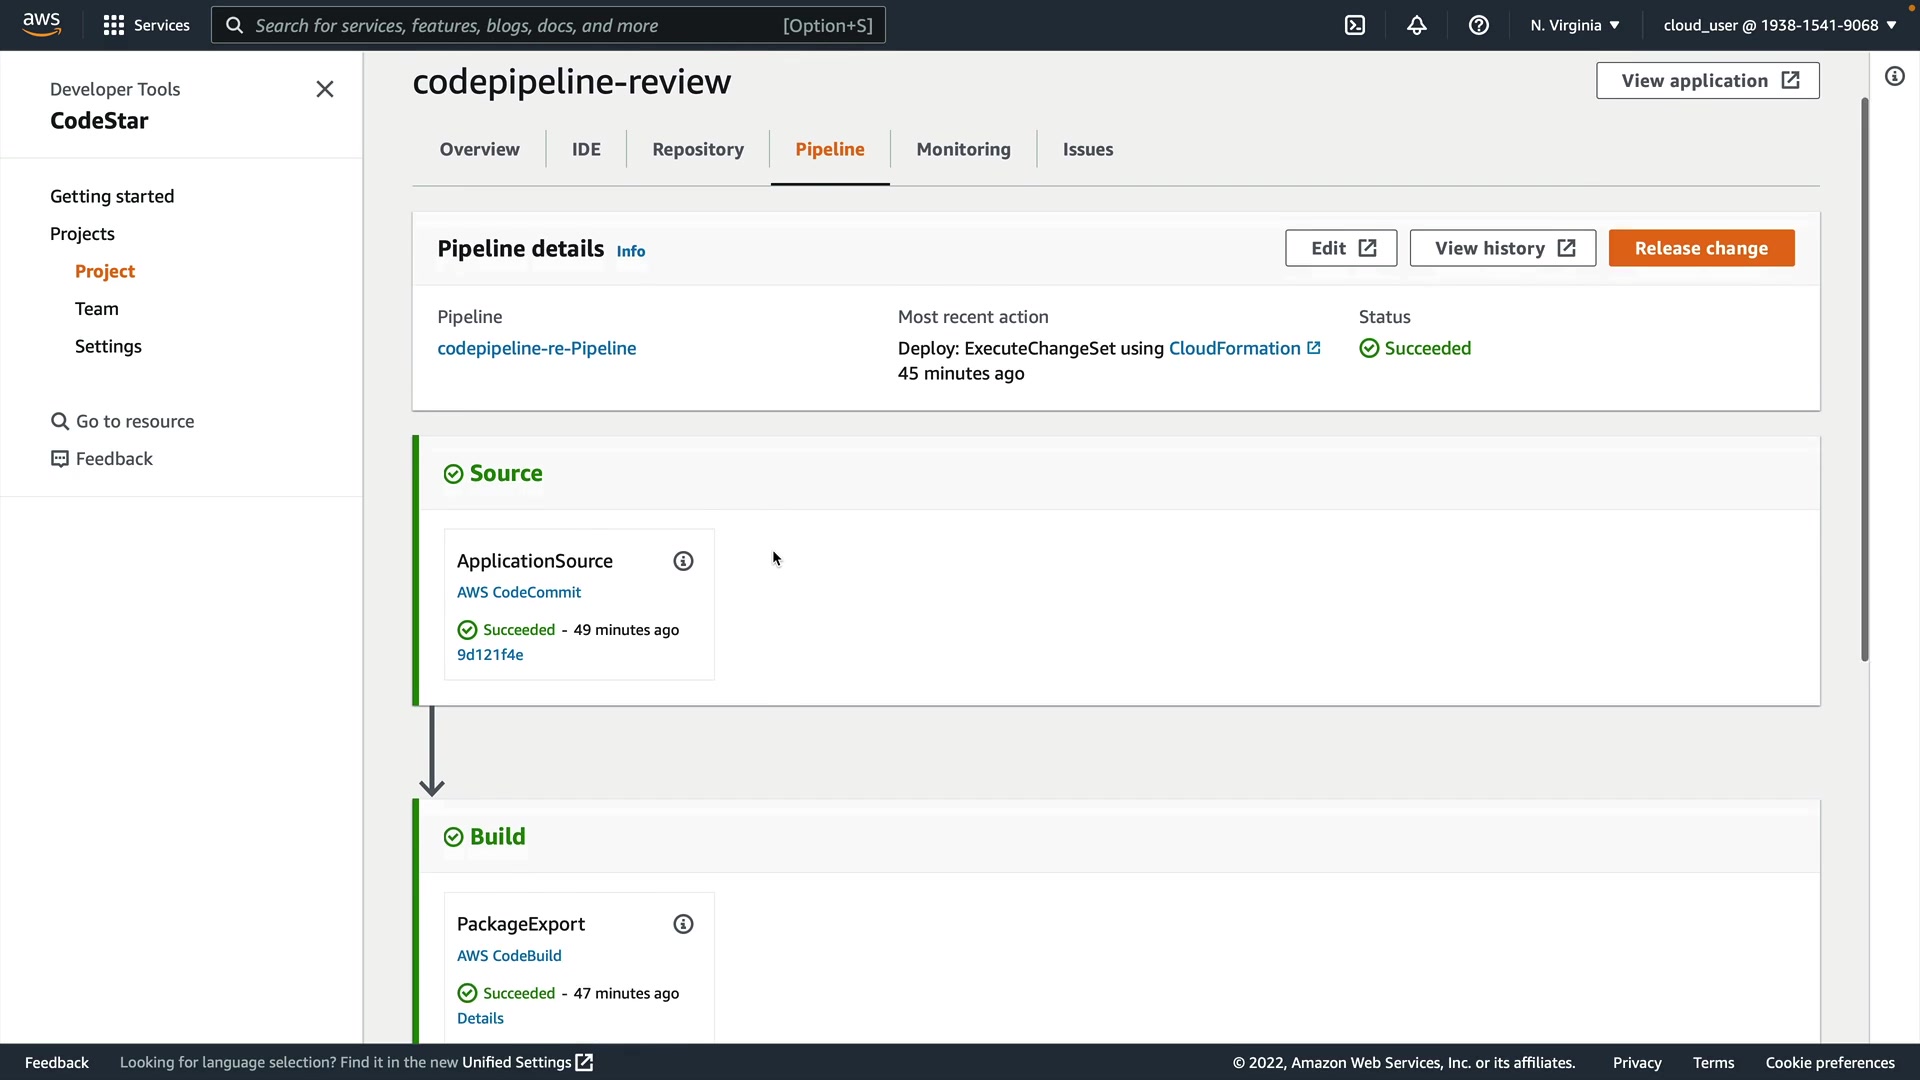 aws
Services
Search for services, features, blogs, docs, and more [Option+S]
N. Virginia ▼
cloud_user @ 1938-1541-9068 ▼
Developer Tools
CodeStar
Getting started
Projects
Project
Team
Settings
Go to resource
Feedback
codepipeline-review
View application
Overview
IDE
Repository
Pipeline
Monitoring
Issues
Pipeline details Info
Edit
View history
Release change
Pipeline
codepipeline-re-Pipeline
Most recent action
Deploy: ExecuteChangeSet using CloudFormation
45 minutes ago
Status
Succeeded
Source
ApplicationSource
AWS CodeCommit
Succeeded - 49 minutes ago
9d121f4e
Build
PackageExport
AWS CodeBuild
Succeeded - 47 minutes ago
Details
Feedback
Looking for language selection? Find it in the new Unified Settings
© 2022, Amazon Web Services, Inc. or its affiliates.
Privacy
Terms
Cookie preferences